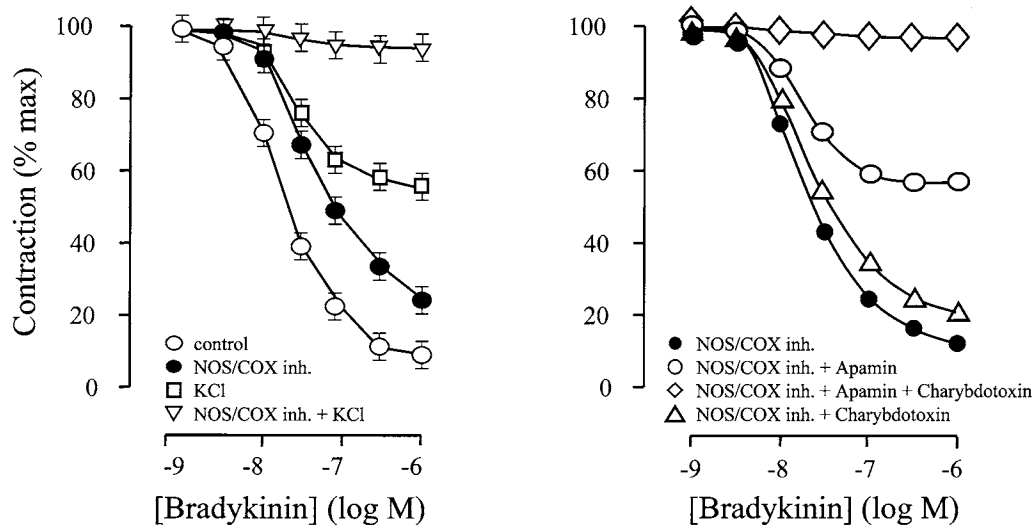 Contraction (% max)
100
80
60
40
20
0
control
NOS/COX inh.
KCl
NOS/COX inh. + KCl
-9 -8 -7 -6
[Bradykinin] (log M)
100
80
60
40
20
0
NOS/COX inh.
NOS/COX inh. + Apamin
NOS/COX inh. + Apamin + Charybdotoxin
NOS/COX inh. + Charybdotoxin
-9 -8 -7 -6
[Bradykinin] (log M)